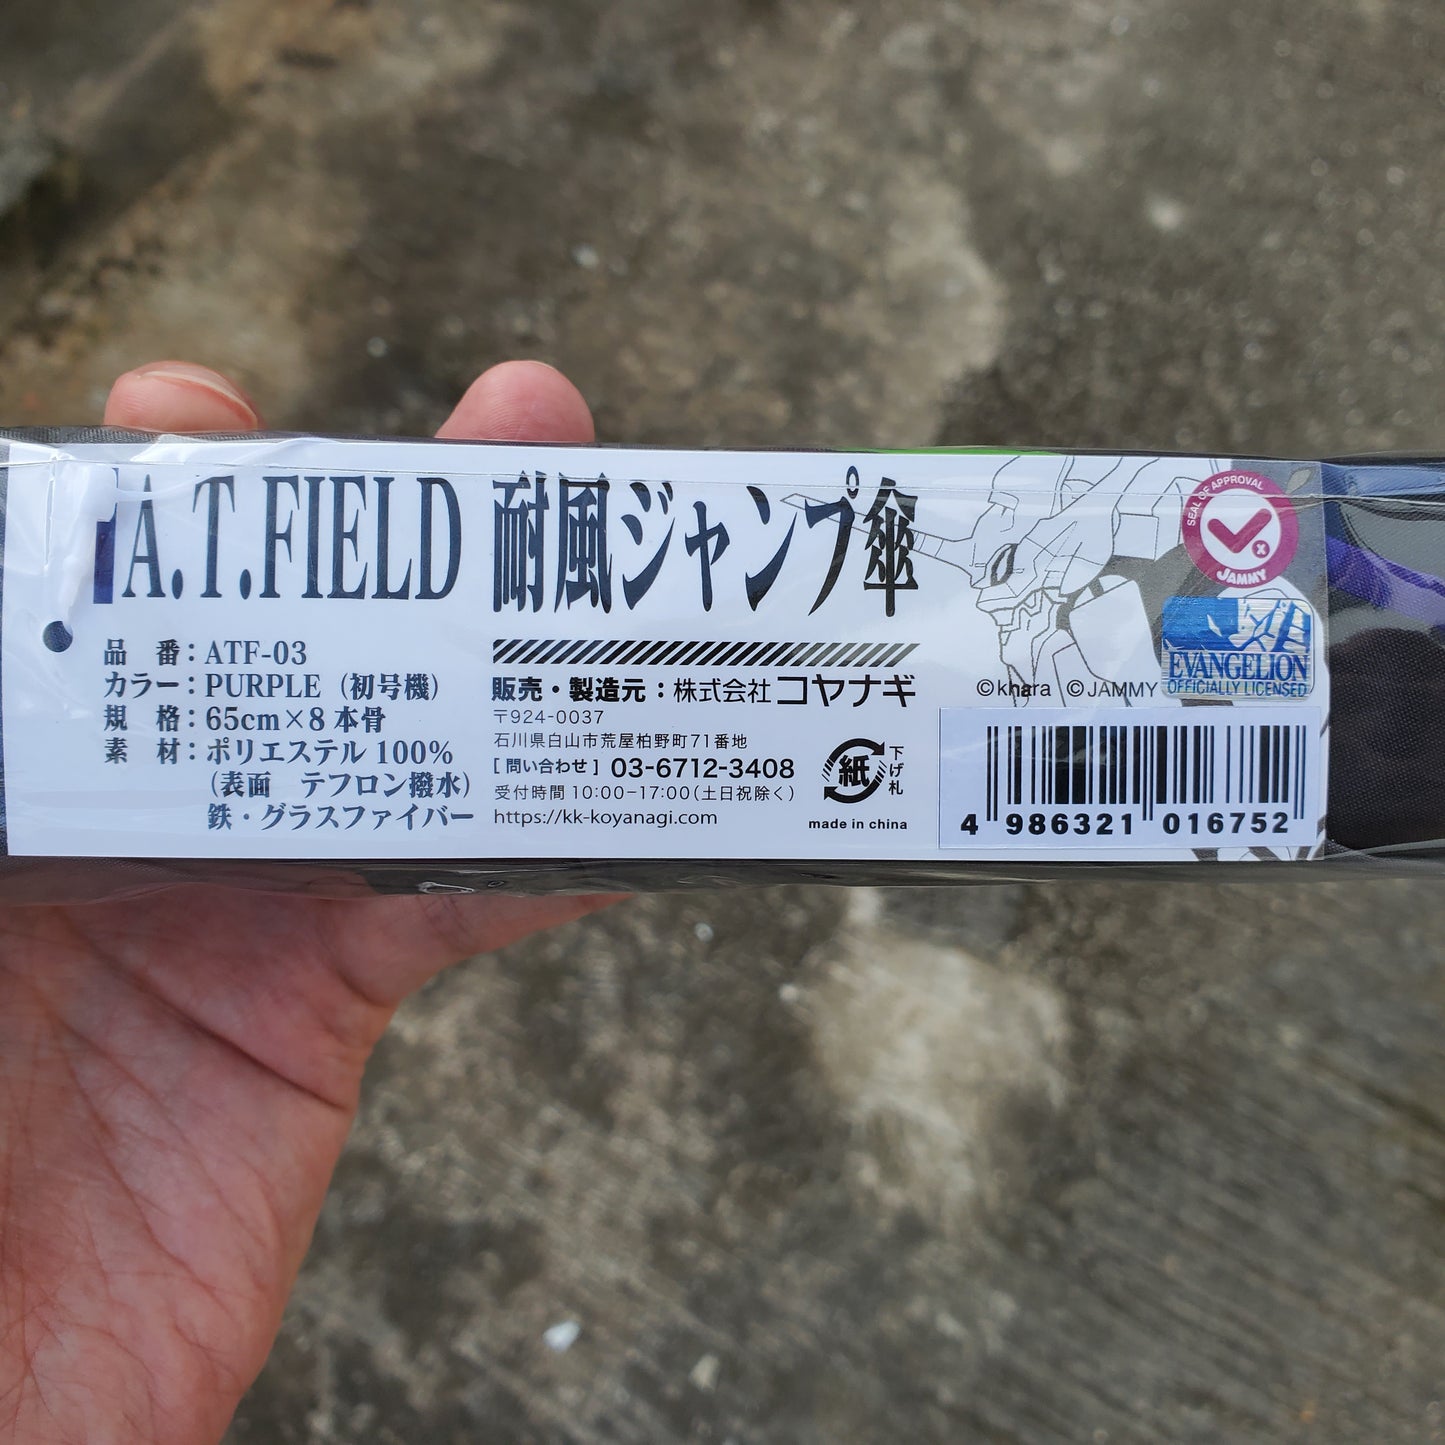 A.T.FIELD 耐風ジャンプ傘
品　番：ATF-03
カラー：PURPLE（初号機）
規　格：65cm×8本骨
素　材：ポリエステル100%
（表面　テフロン撥水）
鉄・グラスファイバー
販売・製造元：株式会社コヤナギ
〒924-0037
石川県白山市荒屋柏野町71番地
[ 問い合わせ ] 03-6712-3408
受付時間 10:00−17:00（土日祝除く）
https://kk-koyanagi.com
紙
下げ札
made in china
©khara ©JAMMY
SEAL OF APPROVAL
JAMMY
EVANGELION
OFFICIALLY LICENSED
4 986321 016752